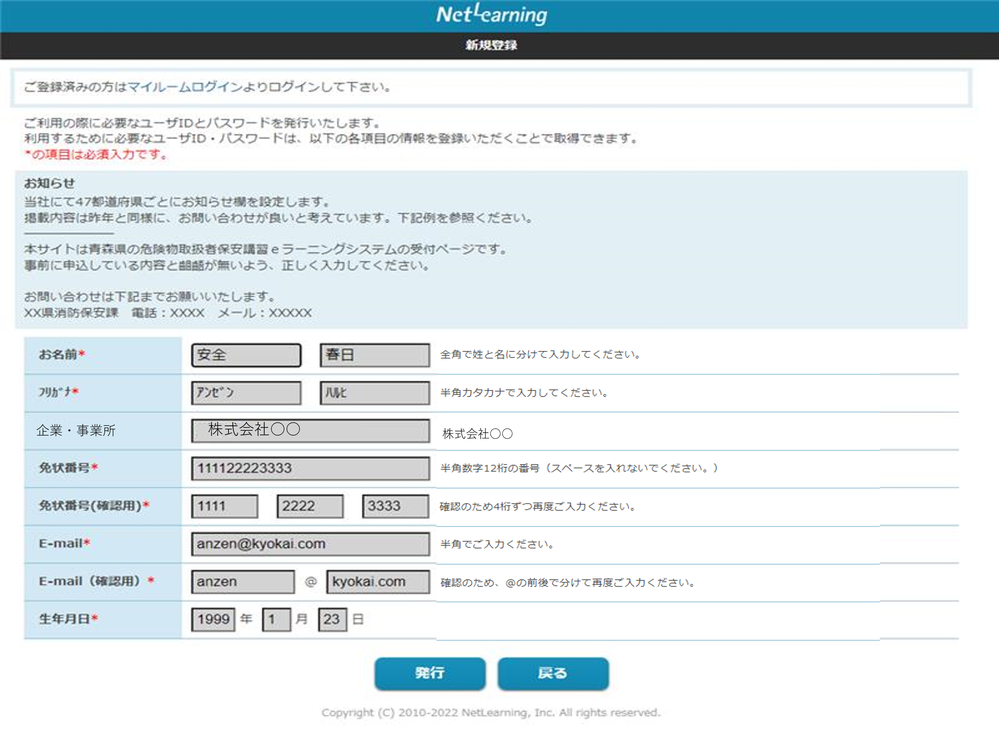 NetLearning
新規登録
ご登録済みの方はマイルームログインよりログインして下さい。
ご利用の際に必要なユーザIDとパスワードを発行いたします。
利用するために必要なユーザID・パスワードは、以下の各項目の情報を登録いただくことで取得できます。
*の項目は必須入力です。
お知らせ
当社にて47都道府県ごとにお知らせ欄を設定します。
掲載内容は昨年と同様に、お問い合わせが良いと考えています。下記例を参照ください。
本サイトは青森県の危険物取扱者保安講習ｅラーニングシステムの受付ページです。
事前に申込している内容と齟齬が無いよう、正しく入力してください。
お問い合わせは下記までお願いいたします。
XX県消防保安課　電話：XXXX　メール：XXXXX
お名前* 安全 春日 全角で姓と名に分けて入力してください。
ﾌﾘｶﾞﾅ* ｱﾝｾﾞﾝ ﾊﾙﾋ 半角カタカナで入力してください。
企業・事業所 株式会社〇〇 株式会社〇〇
免状番号* 111122223333 半角数字12桁の番号（スペースを入れないでください。）
免状番号(確認用)* 1111 2222 3333 確認のため4桁ずつ再度ご入力ください。
E-mail* anzen@kyokai.com 半角でご入力ください。
E-mail（確認用）* anzen @ kyokai.com 確認のため、@の前後で分けて再度ご入力ください。
生年月日* 1999 年 1 月 23 日
発行 戻る
Copyright (C) 2010-2022 NetLearning, Inc. All rights reserved.